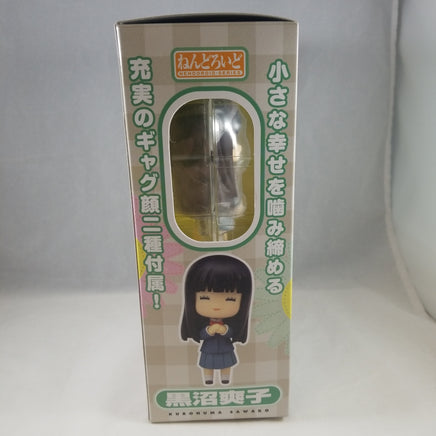 ねんどろいど
NENDOROID SERIES
小さな幸せを噛み締める
充実のギャグ顔二種付属！
黒沼爽子
KURONUMA SAWAKO